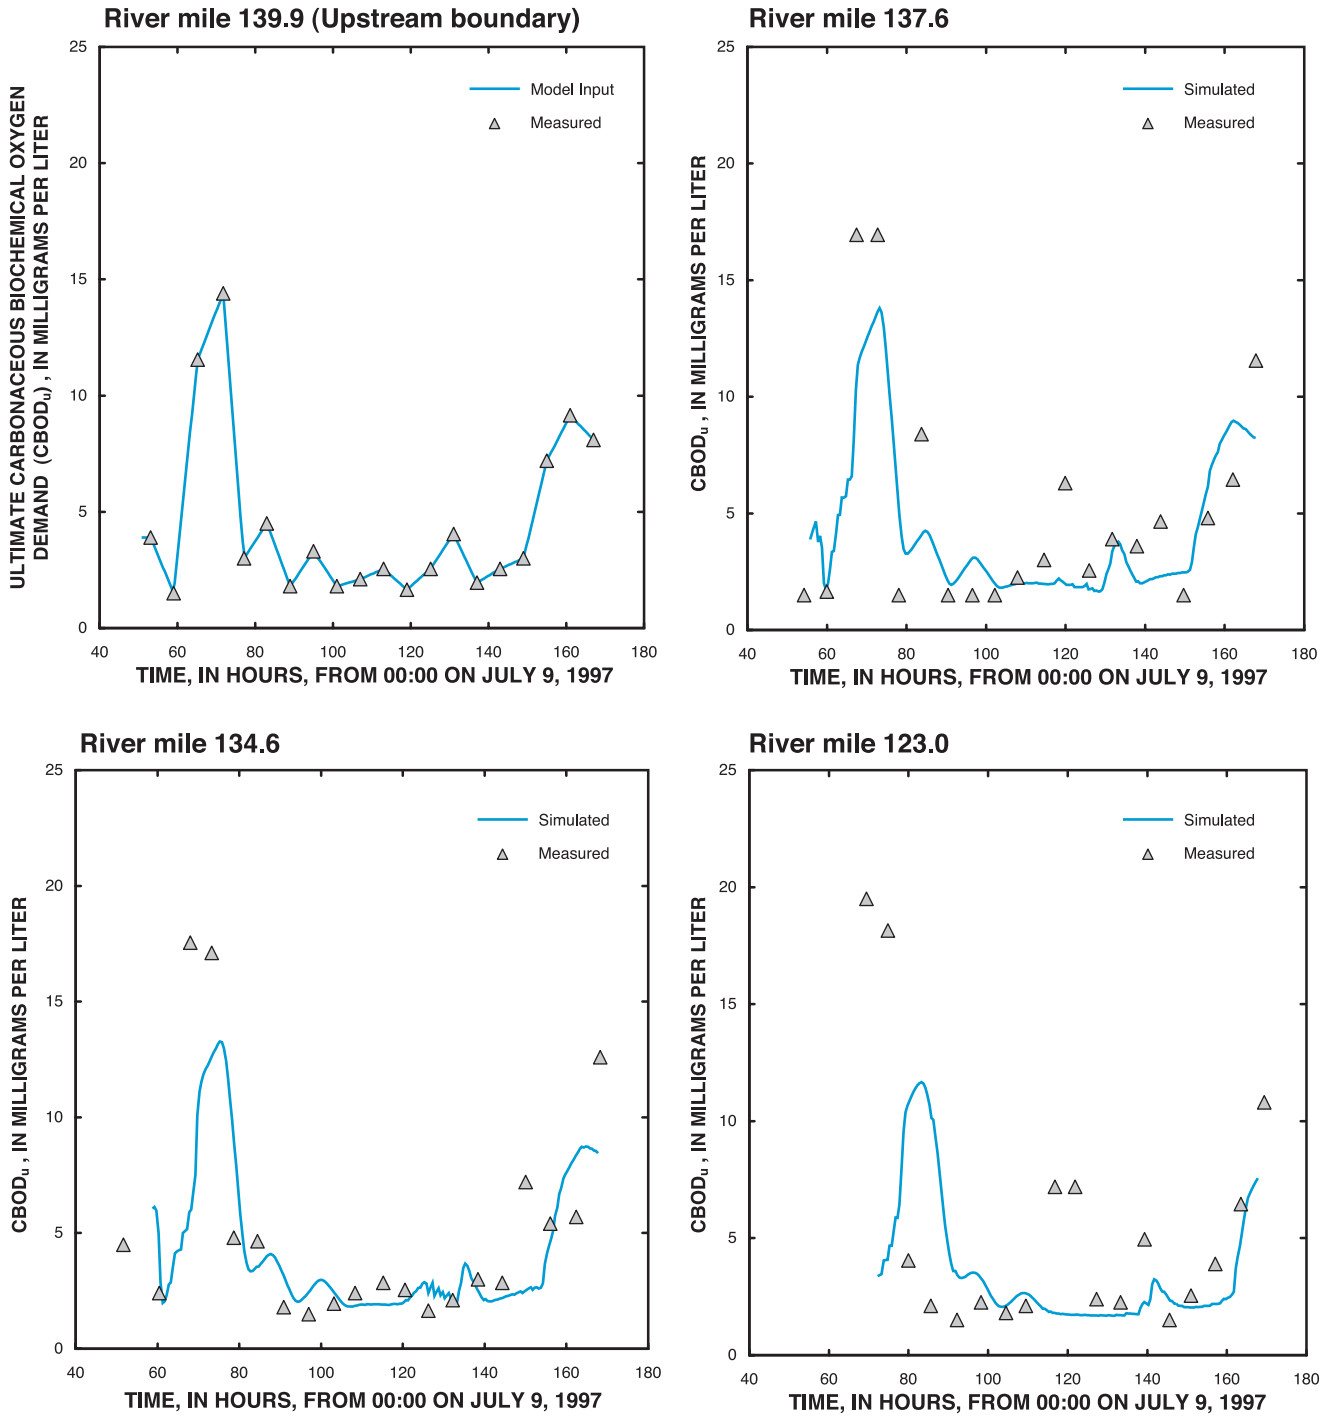 River mile 139.9 (Upstream boundary)
ULTIMATE CARBONACEOUS BIOCHEMICAL OXYGEN
DEMAND (CBODu), IN MILLIGRAMS PER LITER
25
20
15
10
5
0
Model Input
Measured
40 60 80 100 120 140 160 180
TIME, IN HOURS, FROM 00:00 ON JULY 9, 1997
River mile 137.6
CBODu , IN MILLIGRAMS PER LITER
25
20
15
10
5
0
Simulated
Measured
40 60 80 100 120 140 160 180
TIME, IN HOURS, FROM 00:00 ON JULY 9, 1997
River mile 134.6
CBODu , IN MILLIGRAMS PER LITER
25
20
15
10
5
0
Simulated
Measured
40 60 80 100 120 140 160 180
TIME, IN HOURS, FROM 00:00 ON JULY 9, 1997
River mile 123.0
CBODu , IN MILLIGRAMS PER LITER
25
20
15
10
5
0
Simulated
Measured
40 60 80 100 120 140 160 180
TIME, IN HOURS, FROM 00:00 ON JULY 9, 1997